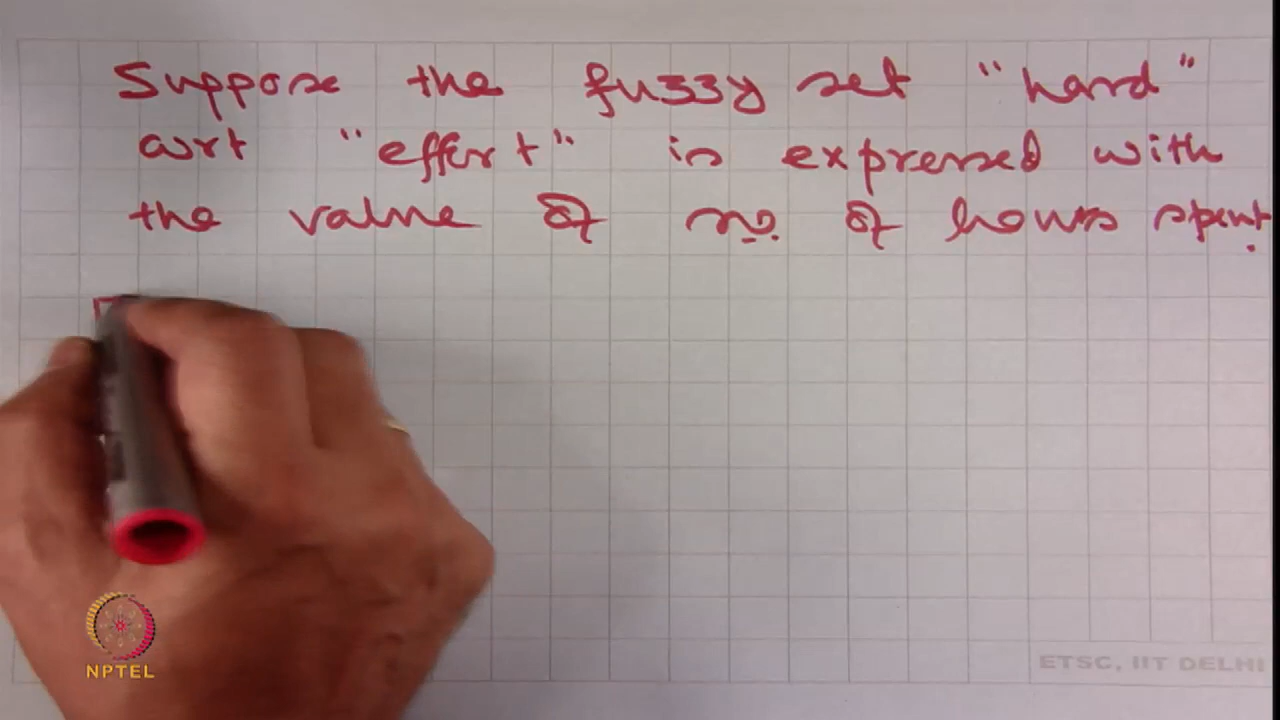 Suppose the fuzzy set "hard"
wrt "effort" is expressed with
the value of no. of hours spent.
NPTEL
ETSC, IIT DELHI